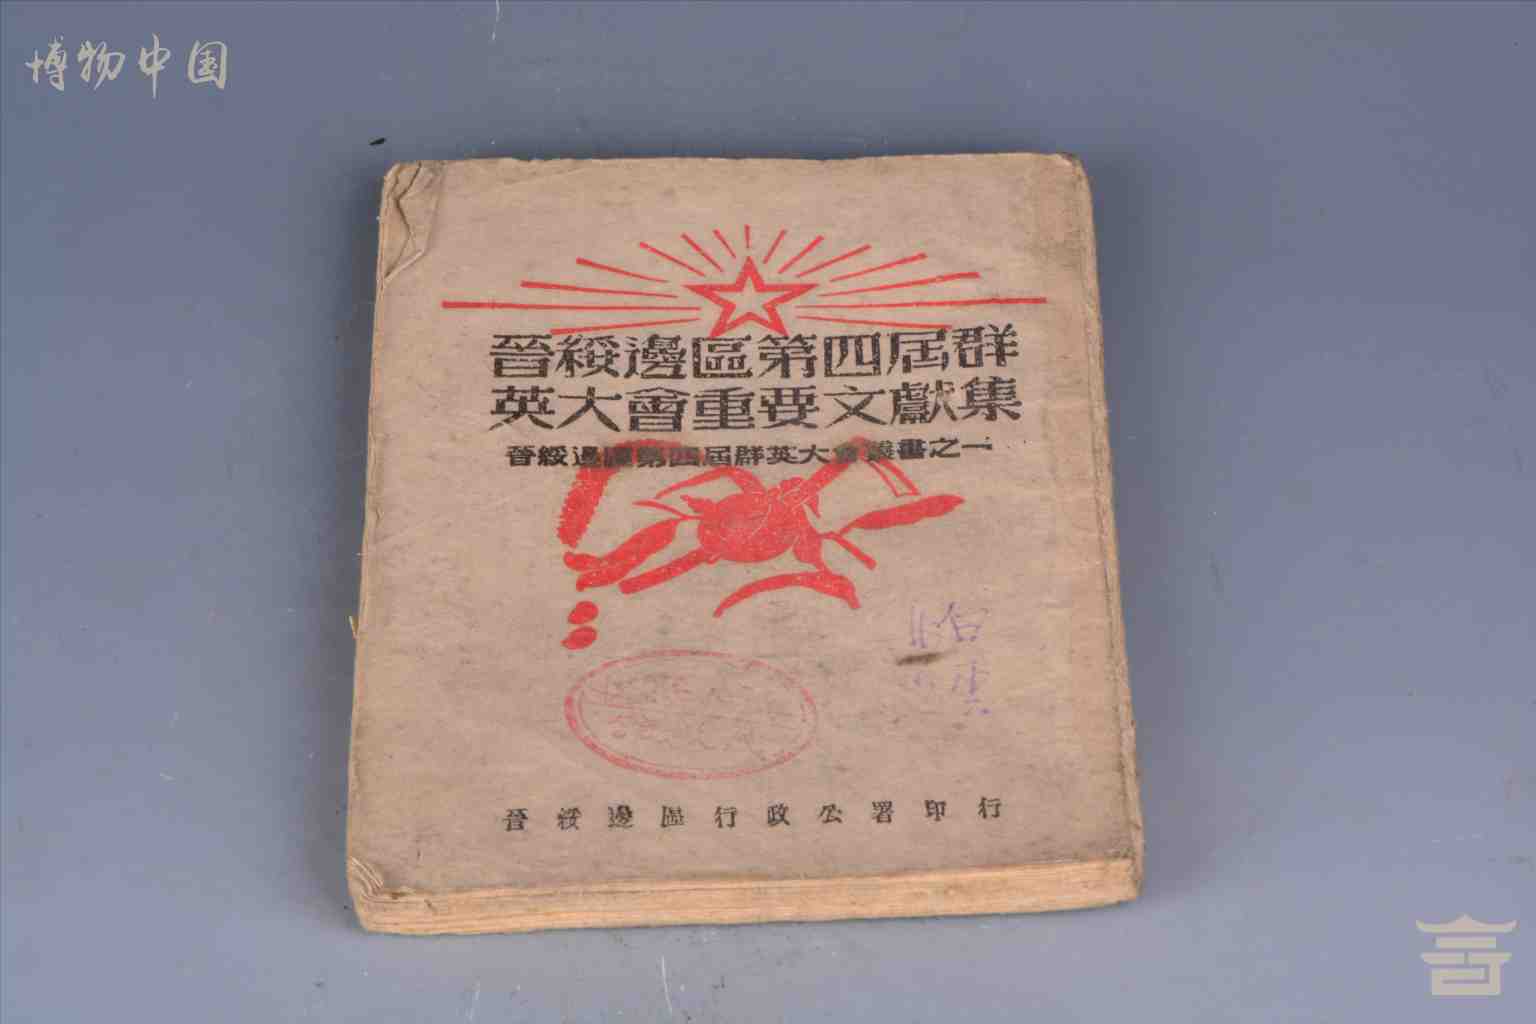 博物中国
晉綏邊區第四屆群
英大會重要文獻集
晉綏邊區第四屆群英大會叢書之一
晉綏邊區行政公署印行